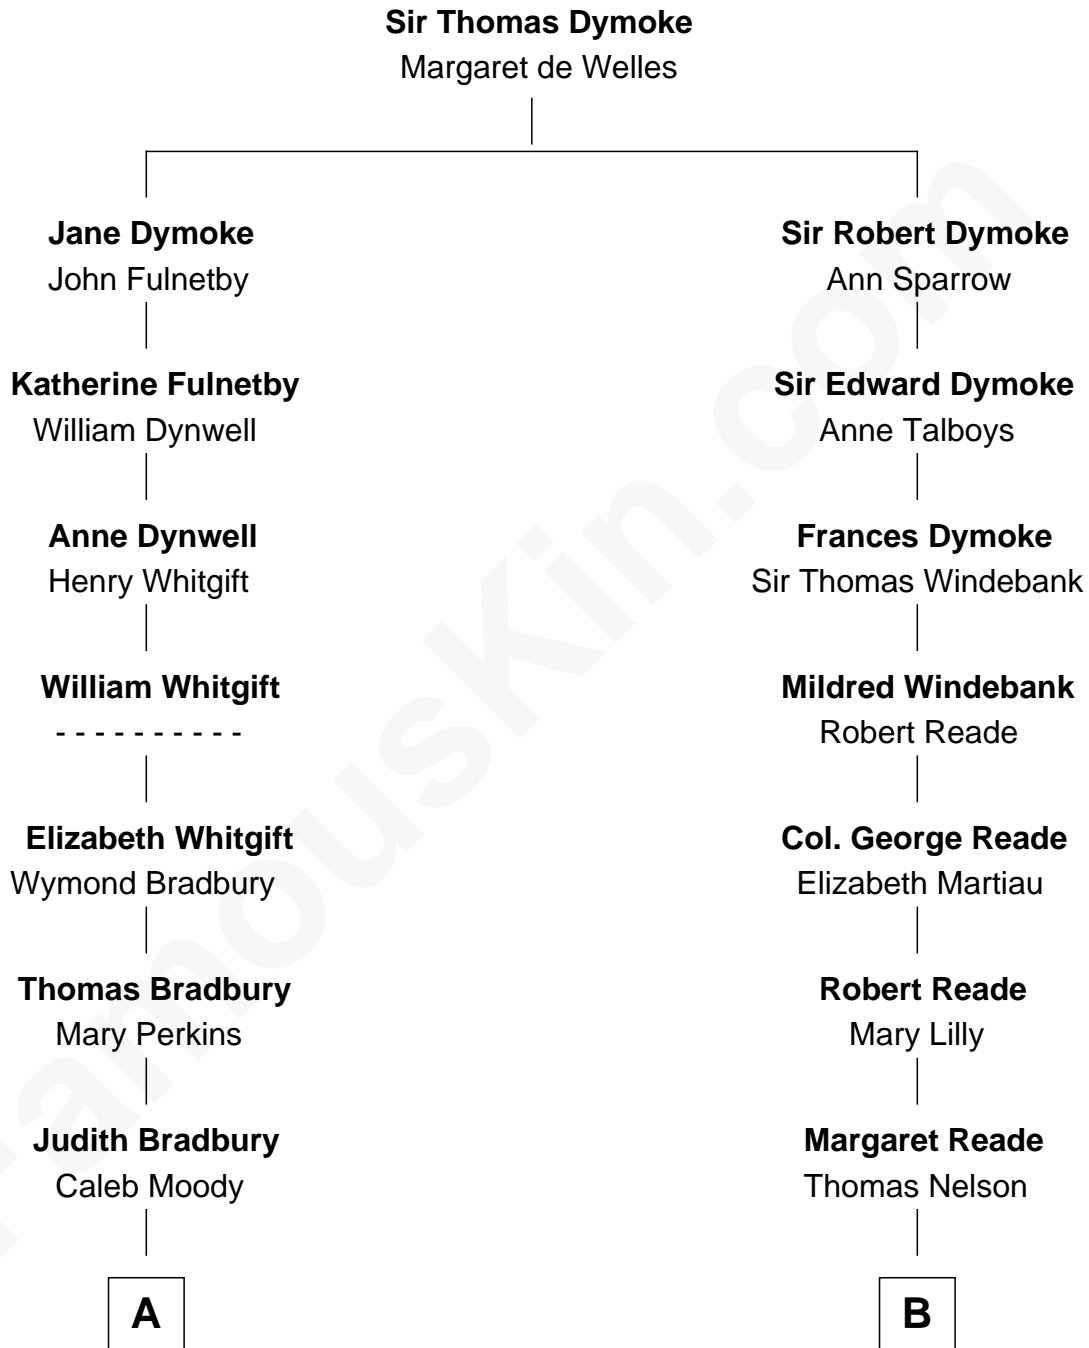 Sir Thomas Dymoke
Margaret de Welles
Jane Dymoke
John Fulnetby
Sir Robert Dymoke
Ann Sparrow
Katherine Fulnetby
William Dynwell
Sir Edward Dymoke
Anne Talboys
Anne Dynwell
Henry Whitgift
Frances Dymoke
Sir Thomas Windebank
William Whitgift
- - - - - - - - - -
Mildred Windebank
Robert Reade
Elizabeth Whitgift
Wymond Bradbury
Col. George Reade
Elizabeth Martiau
Thomas Bradbury
Mary Perkins
Robert Reade
Mary Lilly
Judith Bradbury
Caleb Moody
Margaret Reade
Thomas Nelson
A
B
FamousKin.com